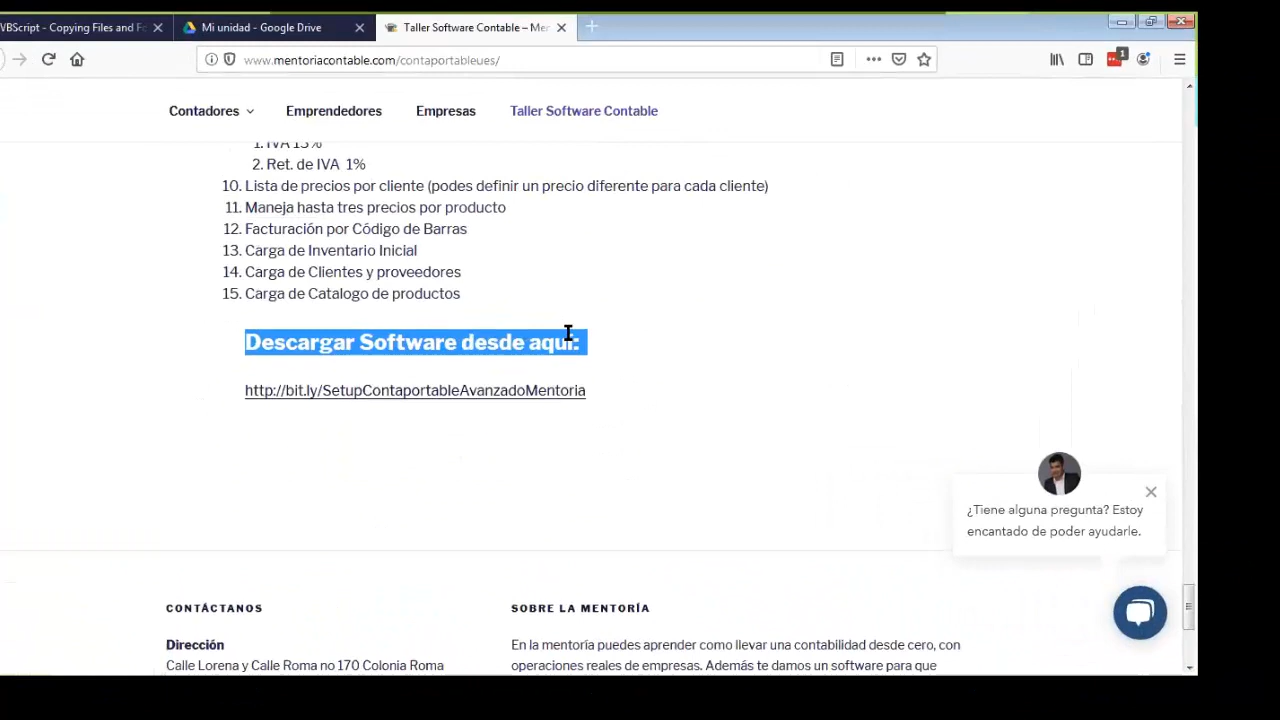 VBScript - Copying Files and Fo
Mi unidad - Google Drive
Taller Software Contable – Mer
www.mentoriacontable.com/contaportableues/
1
Contadores
Emprendedores
Empresas
Taller Software Contable
1. IVA 13%
2. Ret. de IVA 1%
10. Lista de precios por cliente (podes definir un precio diferente para cada cliente)
11. Maneja hasta tres precios por producto
12. Facturación por Código de Barras
13. Carga de Inventario Inicial
14. Carga de Clientes y proveedores
15. Carga de Catalogo de productos
Descargar Software desde aquí:
http://bit.ly/SetupContaportableAvanzadoMentoria
¿Tiene alguna pregunta? Estoy
encantado de poder ayudarle.
CONTÁCTANOS
Dirección
Calle Lorena y Calle Roma no 170 Colonia Roma
SOBRE LA MENTORÍA
En la mentoría puedes aprender como llevar una contabilidad desde cero, con
operaciones reales de empresas. Además te damos un software para que